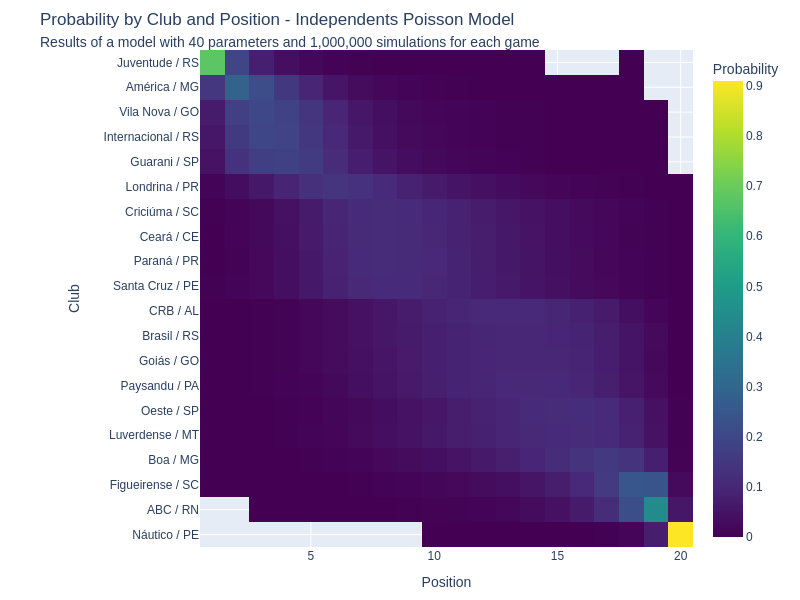 Probability by Club and Position - Independents Poisson Model
Results of a model with 40 parameters and 1,000,000 simulations for each game
Probability
Juventude / RS
América / MG
Vila Nova / GO
Internacional / RS
Guarani / SP
Londrina / PR
Criciúma / SC
Ceará / CE
Paraná / PR
Santa Cruz / PE
CRB / AL
Brasil / RS
Goiás / GO
Paysandu / PA
Oeste / SP
Luverdense / MT
Boa / MG
Figueirense / SC
ABC / RN
Náutico / PE
Club
5
10
15
20
Position
0.9
0.8
0.7
0.6
0.5
0.4
0.3
0.2
0.1
0